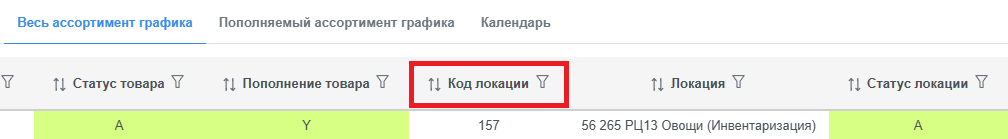 Весь ассортимент графика Пополняемый ассортимент графика Календарь
Статус товара Пополнение товара Код локации Локация Статус локации
A Y 157 56 265 РЦ13 Овощи (Инвентаризация) A